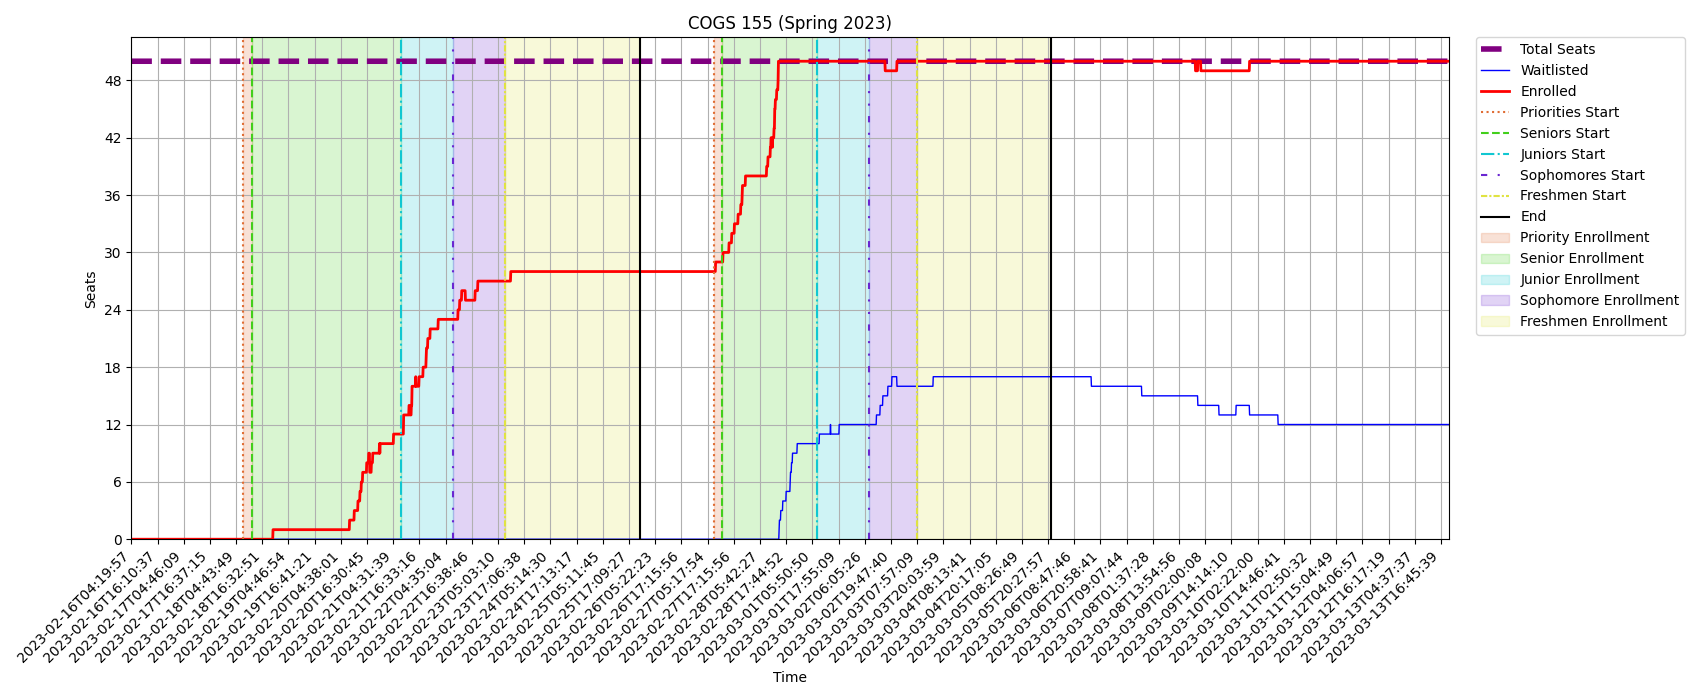 COGS 155 (Spring 2023)
Seats
48
42
36
30
24
18
12
6
0
2023-02-16T04:19:57
2023-02-16T16:10:37
2023-02-17T04:46:09
2023-02-17T16:37:15
2023-02-18T04:43:49
2023-02-18T16:32:51
2023-02-19T04:46:54
2023-02-19T16:41:21
2023-02-20T04:38:01
2023-02-20T16:30:45
2023-02-21T04:31:39
2023-02-21T16:33:16
2023-02-22T04:35:04
2023-02-22T16:38:46
2023-02-23T05:03:10
2023-02-23T17:06:38
2023-02-24T05:14:30
2023-02-24T17:13:17
2023-02-25T05:11:45
2023-02-25T17:09:27
2023-02-26T05:22:23
2023-02-26T17:15:56
2023-02-27T05:17:54
2023-02-27T17:15:56
2023-02-28T05:42:27
2023-02-28T17:44:52
2023-03-01T05:50:50
2023-03-01T17:55:09
2023-03-02T06:05:26
2023-03-02T19:47:40
2023-03-03T07:57:09
2023-03-03T20:03:59
2023-03-04T08:13:41
2023-03-04T20:17:05
2023-03-05T08:26:49
2023-03-05T20:27:57
2023-03-06T08:47:46
2023-03-06T20:58:41
2023-03-07T09:07:44
2023-03-08T01:37:28
2023-03-08T13:54:56
2023-03-09T02:00:08
2023-03-09T14:14:10
2023-03-10T02:22:00
2023-03-10T14:46:41
2023-03-11T02:50:32
2023-03-11T15:04:49
2023-03-12T04:06:57
2023-03-12T16:17:19
2023-03-13T04:37:37
2023-03-13T16:45:39
Time
Total Seats
Waitlisted
Enrolled
Priorities Start
Seniors Start
Juniors Start
Sophomores Start
Freshmen Start
End
Priority Enrollment
Senior Enrollment
Junior Enrollment
Sophomore Enrollment
Freshmen Enrollment